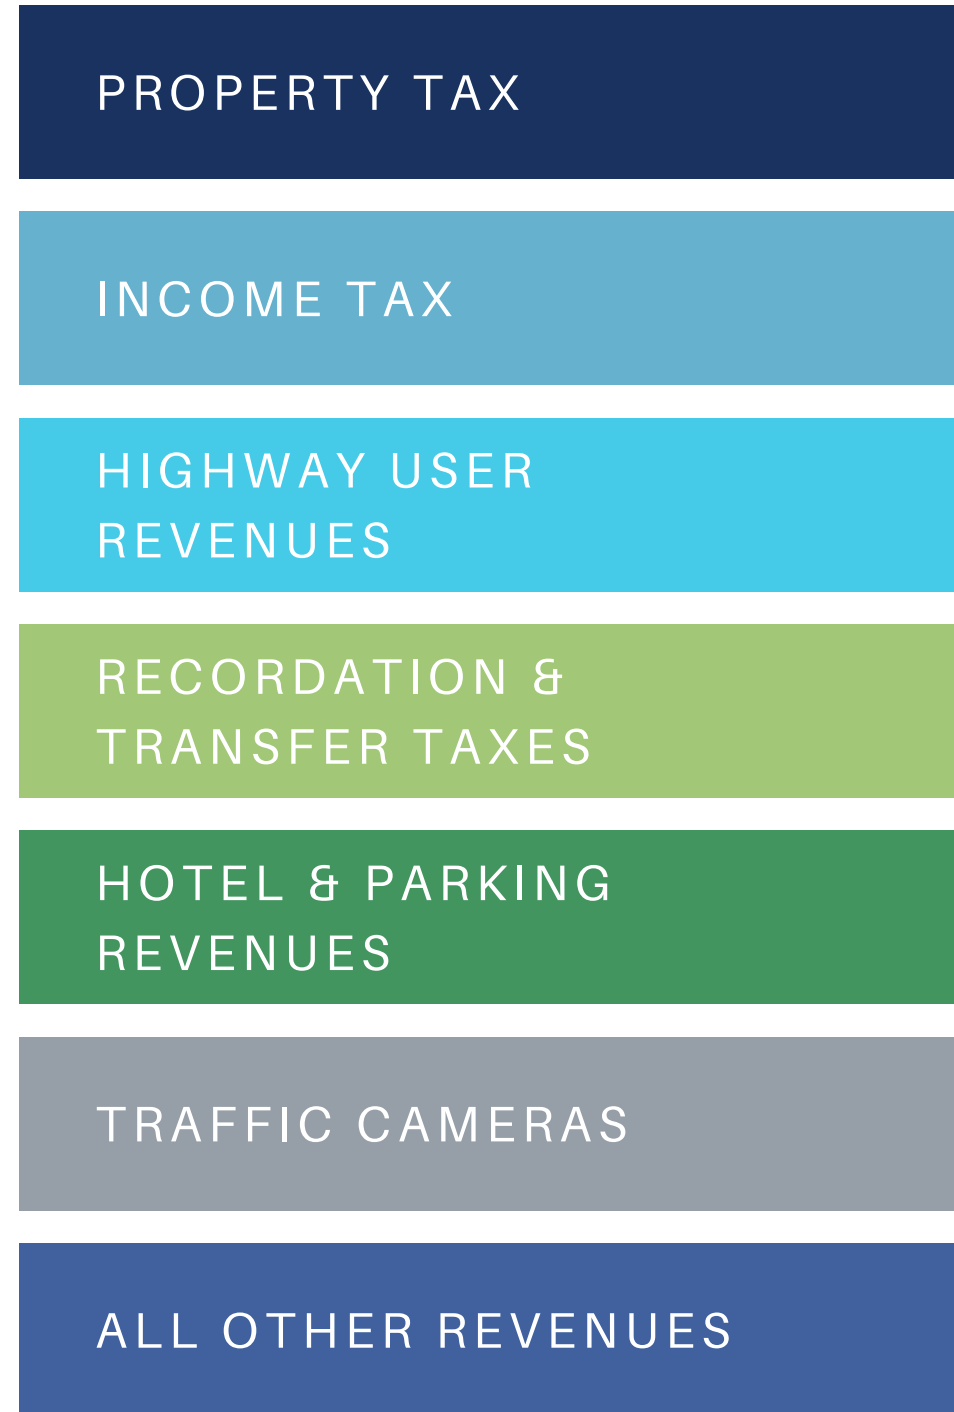 PROPERTY TAX
INCOME TAX
HIGHWAY USER
REVENUES
RECORDATION &
TRANSFER TAXES
HOTEL & PARKING
REVENUES
TRAFFIC CAMERAS
ALL OTHER REVENUES